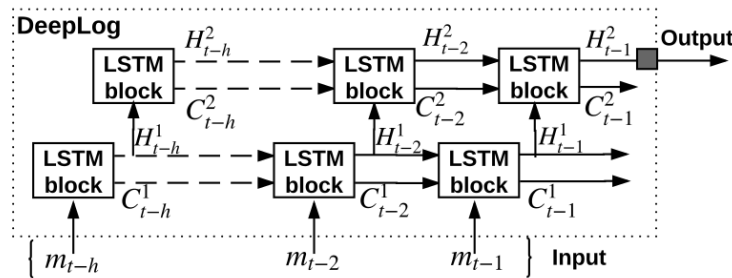 DeepLog
H²ₜ₋ₕ H²ₜ₋₂ H²ₜ₋₁ Output
LSTM block LSTM block LSTM block
C²ₜ₋ₕ C²ₜ₋₂ C²ₜ₋₁
H¹ₜ₋ₕ H¹ₜ₋₂ H¹ₜ₋₁
LSTM block LSTM block LSTM block
C¹ₜ₋ₕ C¹ₜ₋₂ C¹ₜ₋₁
{ mₜ₋ₕ mₜ₋₂ mₜ₋₁ } Input